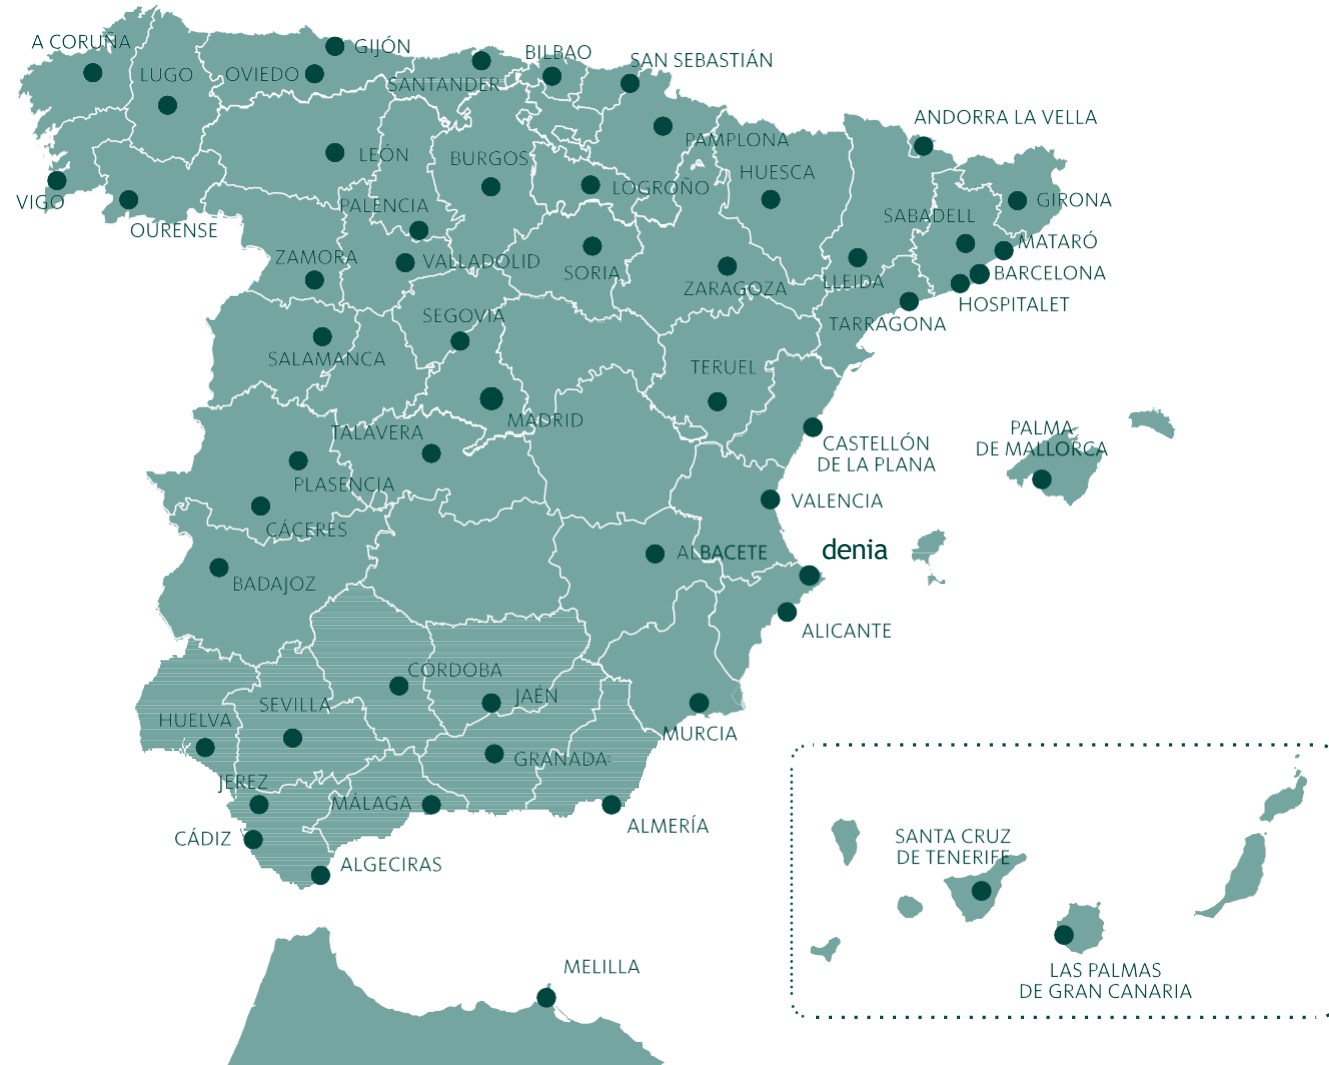 A CORUÑA
GIJÓN
BILBAO
SAN SEBASTIÁN
LUGO
OVIEDO
SANTANDER
ANDORRA LA VELLA
PAMPLONA
LEÓN
BURGOS
HUESCA
LOGROÑO
VIGO
GIRONA
PALENCIA
SABADELL
OURENSE
MATARÓ
ZAMORA
VALLADOLID
SORIA
BARCELONA
ZARAGOZA
LLEIDA
HOSPITALET
SEGOVIA
TARRAGONA
SALAMANCA
TERUEL
MADRID
TALAVERA
PALMA
DE MALLORCA
CASTELLÓN
DE LA PLANA
PLASENCIA
VALENCIA
CÁCERES
ALBACETE
denia
BADAJOZ
ALICANTE
CÓRDOBA
JAÉN
SEVILLA
HUELVA
MURCIA
GRANADA
JEREZ
MÁLAGA
ALMERÍA
CÁDIZ
ALGECIRAS
SANTA CRUZ
DE TENERIFE
MELILLA
LAS PALMAS
DE GRAN CANARIA